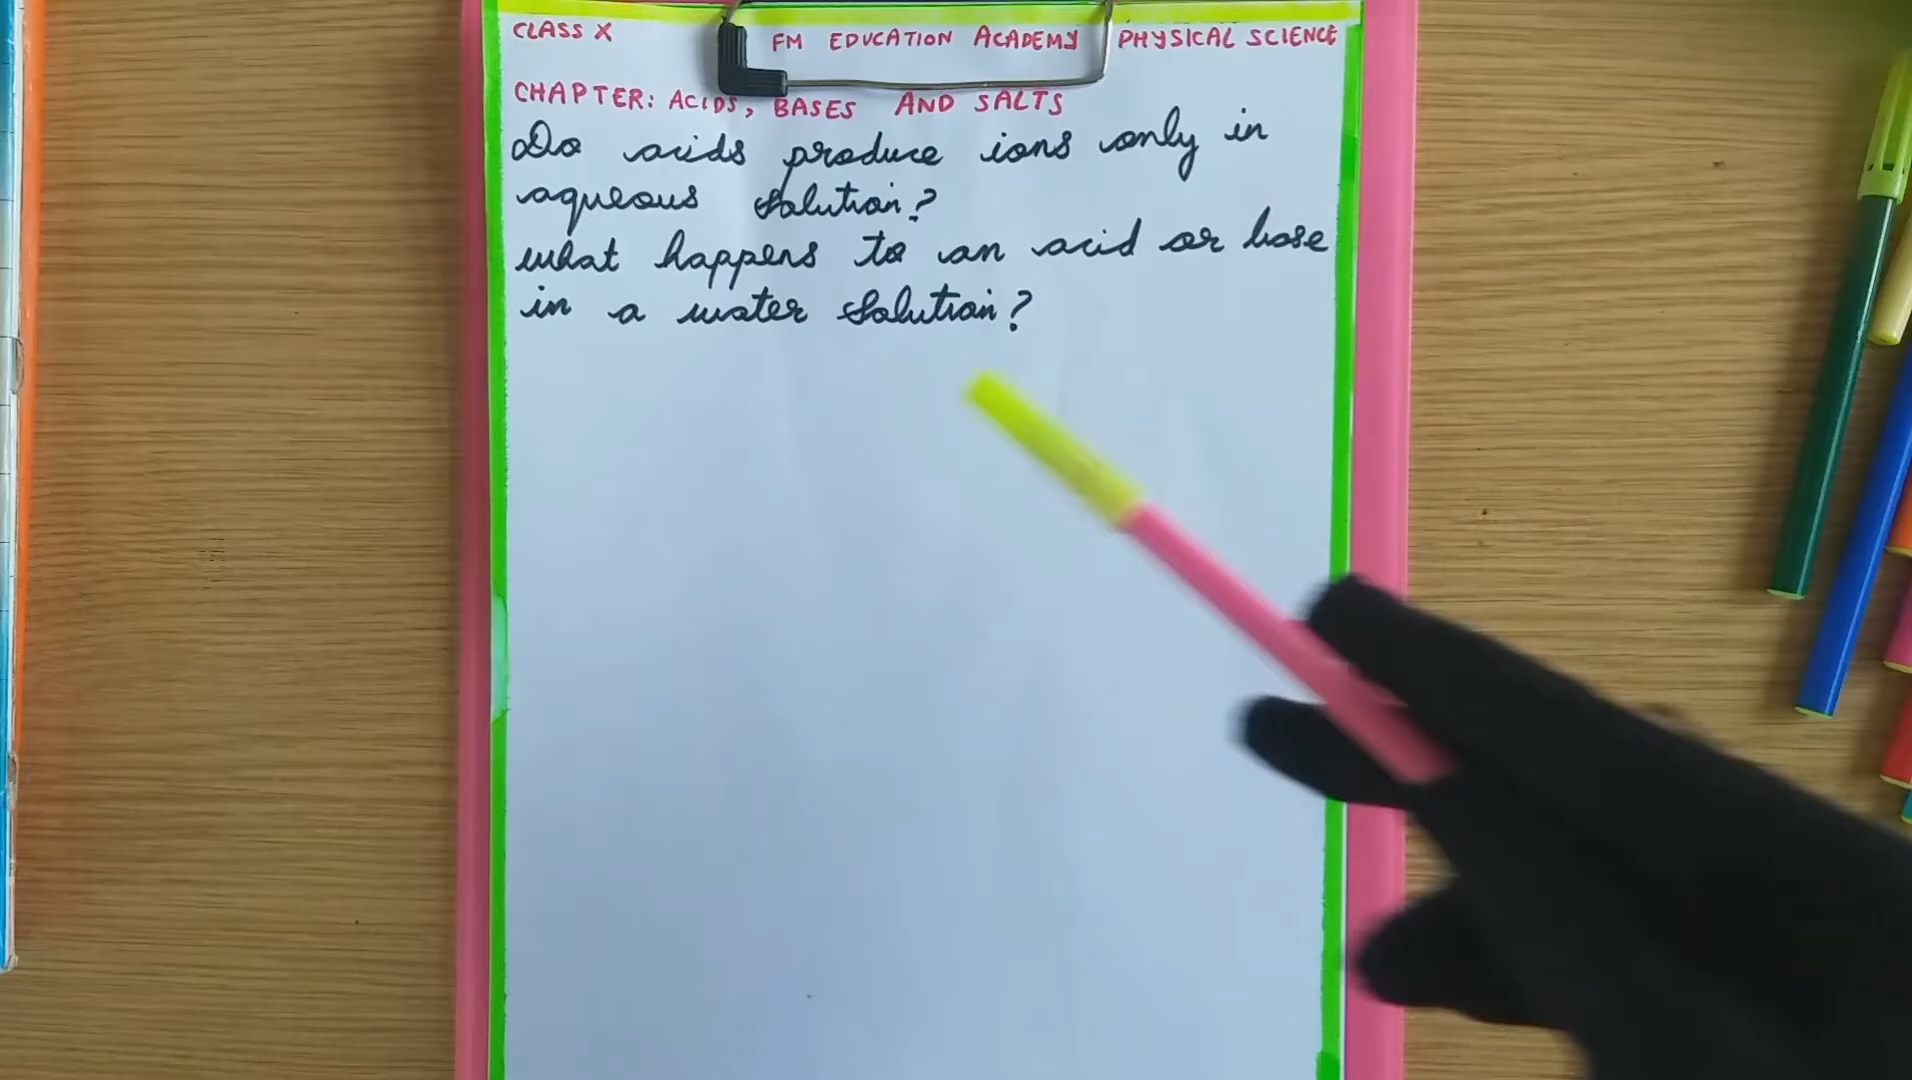 CLASS X FM EDUCATION ACADEMY PHYSICAL SCIENCE
CHAPTER: ACIDS, BASES AND SALTS
Do acids produce ions only in
aqueous solution?
what happens to an acid or base
in a water solution?